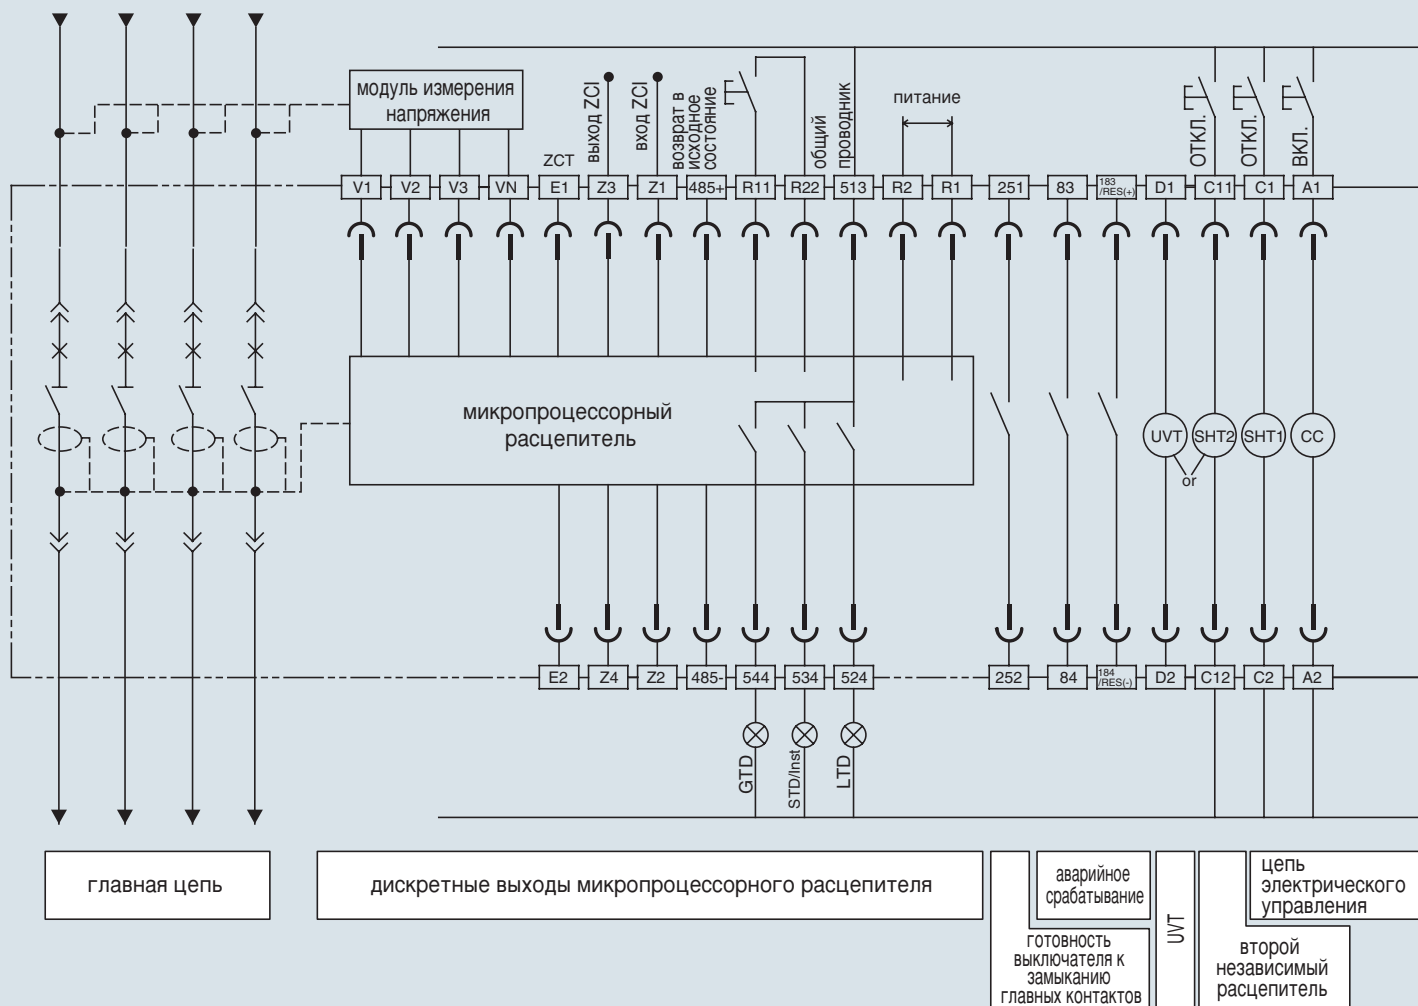 модуль измерения
напряжения
ZCT
выход ZCI
вход ZCI
возврат в
исходное
состояние
общий
проводник
питание
ОТКЛ.
ОТКЛ.
ВКЛ.
V1
V2
V3
VN
E1
Z3
Z1
485+
R11
R22
513
R2
R1
251
83
183
/RES(+)
D1
C11
C1
A1
микропроцессорный
расцепитель
UVT
SHT2
SHT1
CC
or
E2
Z4
Z2
485-
544
534
524
252
84
184
/RES(-)
D2
C12
C2
A2
GTD
STD/Inst
LTD
главная цепь
дискретные выходы микропроцессорного расцепителя
аварийное
срабатывание
готовность
выключателя к
замыканию
главных контактов
UVT
цепь
электрического
управления
второй
независимый
расцепитель